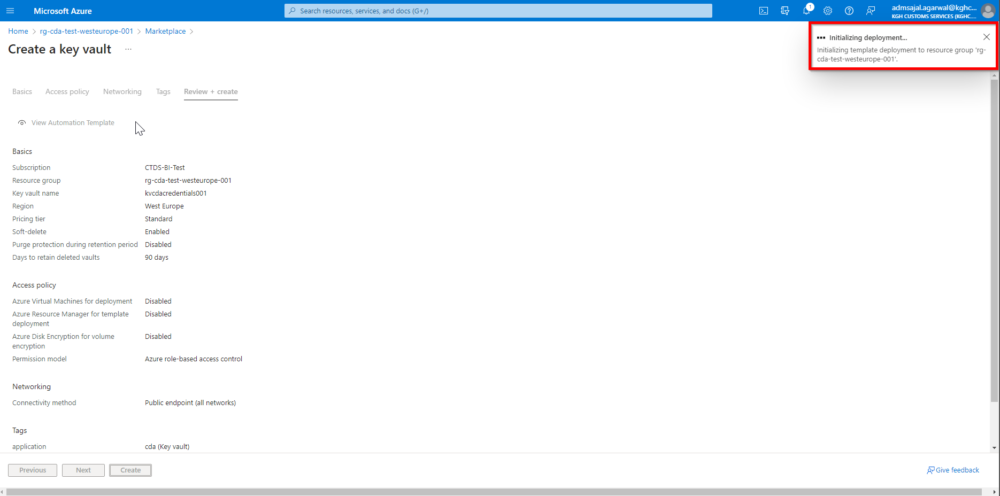 Microsoft Azure
Search resources, services, and docs (G+/)
1
admsajal.agarwal@kghc...
KGH CUSTOMS SERVICES (KGHC....
Home > rg-cda-test-westeurope-001 > Marketplace >
Create a key vault ...
Initializing deployment...
Initializing template deployment to resource group 'rg-
cda-test-westeurope-001'.
Basics Access policy Networking Tags Review + create
View Automation Template
Basics
Subscription CTDS-BI-Test
Resource group rg-cda-test-westeurope-001
Key vault name kvcdacredentials001
Region West Europe
Pricing tier Standard
Soft-delete Enabled
Purge protection during retention period Disabled
Days to retain deleted vaults 90 days
Access policy
Azure Virtual Machines for deployment Disabled
Azure Resource Manager for template Disabled
deployment
Azure Disk Encryption for volume Disabled
encryption
Permission model Azure role-based access control
Networking
Connectivity method Public endpoint (all networks)
Tags
application cda (Key vault)
Previous Next Create
Give feedback